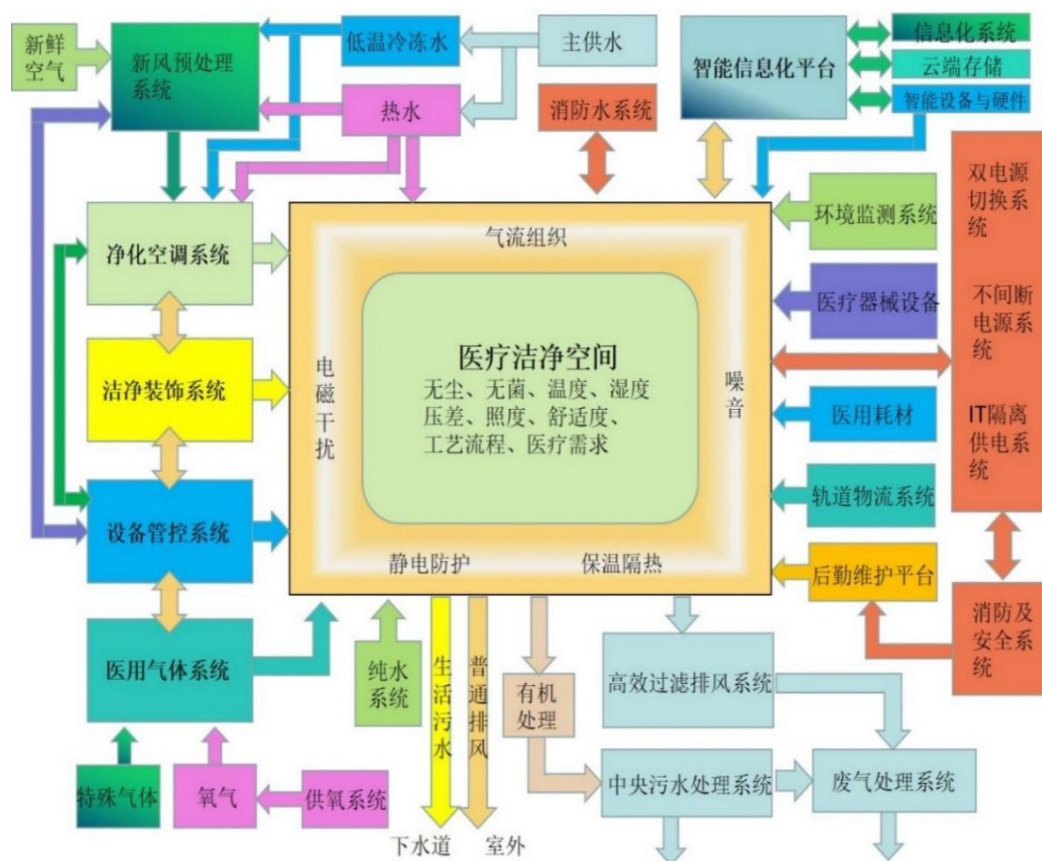 新鲜
空气
新风预处理
系统
低温冷冻水
主供水
热水
消防水系统
智能信息化平台
信息化系统
云端存储
智能设备与硬件
双电源
切换系
统
不间断
电源系
统
IT隔离
供电系
统
净化空调系统
洁净装饰系统
设备管控系统
医用气体系统
特殊气体
氧气
供氧系统
气流组织
电磁干扰
噪音
静电防护
保温隔热
医疗洁净空间
无尘、无菌、温度、湿度
压差、照度、舒适度、
工艺流程、医疗需求
环境监测系统
医疗器械设备
医用耗材
轨道物流系统
后勤维护平台
消防及
安全系
统
纯水
系统
生活污水
普通排风
有机
处理
高效过滤排风系统
中央污水处理系统
废气处理系统
下水道
室外